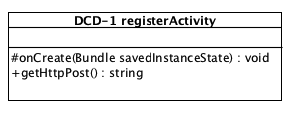 DCD-1 registerActivity
#onCreate(Bundle savedInstanceState) : void
+getHttpPost() : string